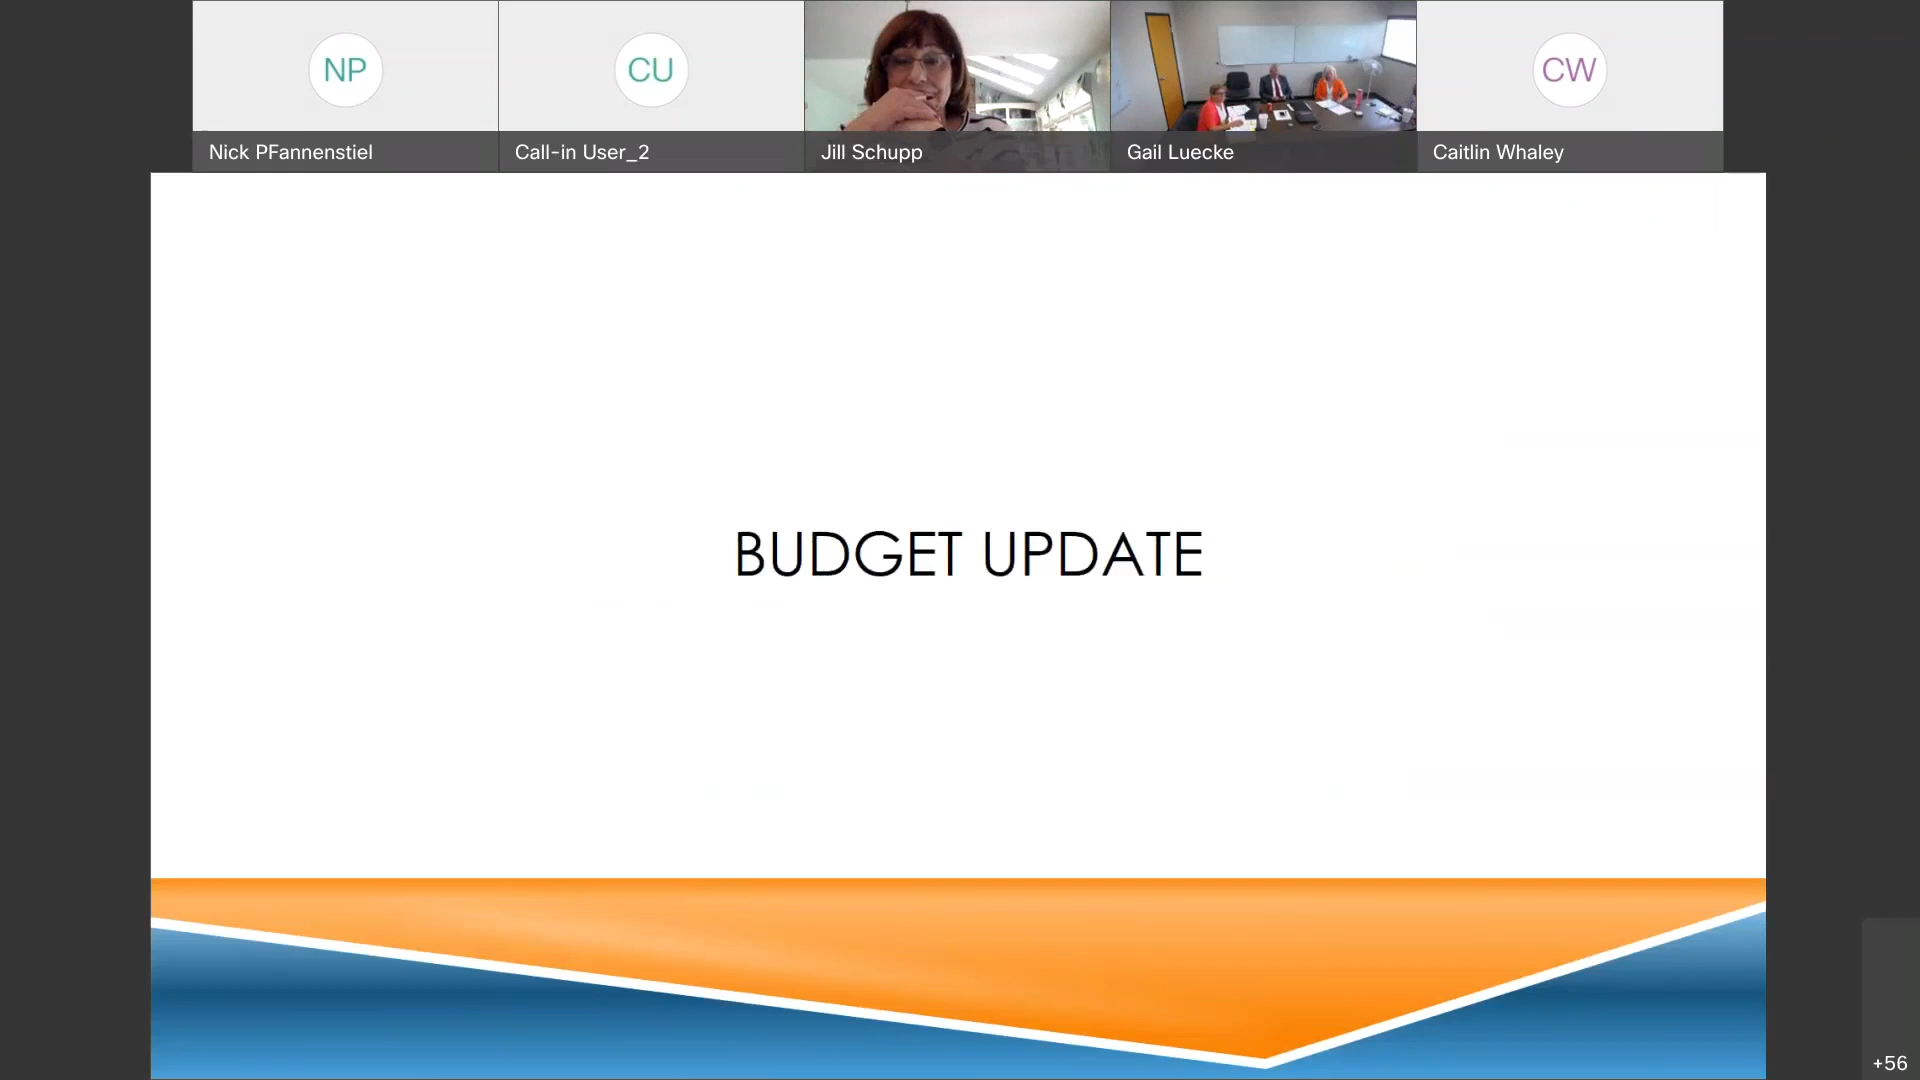 NP
CU
CW
Nick PFannenstiel
Call-in User_2
Jill Schupp
Gail Luecke
Caitlin Whaley
BUDGET UPDATE
+56